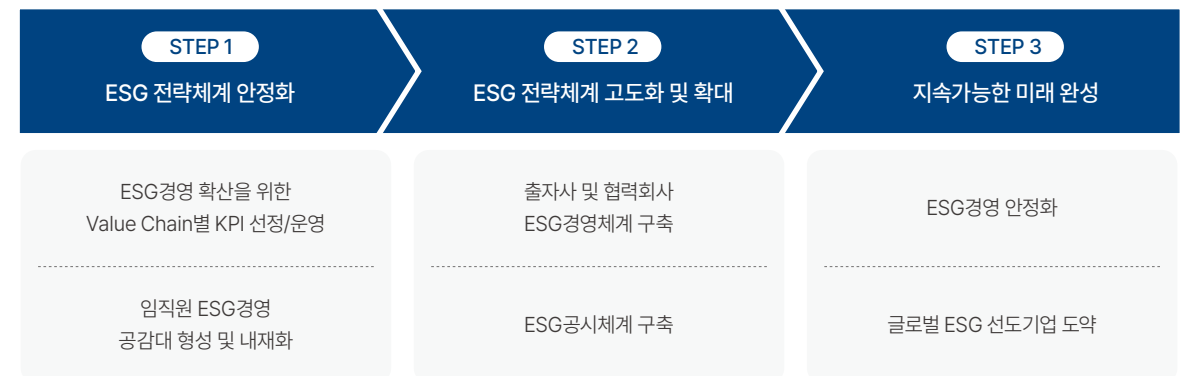 STEP 1
ESG 전략체계 안정화
STEP 2
ESG 전략체계 고도화 및 확대
STEP 3
지속가능한 미래 완성
ESG경영 확산을 위한
Value Chain별 KPI 선정/운영
임직원 ESG경영
공감대 형성 및 내재화
출자사 및 협력회사
ESG경영체계 구축
ESG공시체계 구축
ESG경영 안정화
글로벌 ESG 선도기업 도약